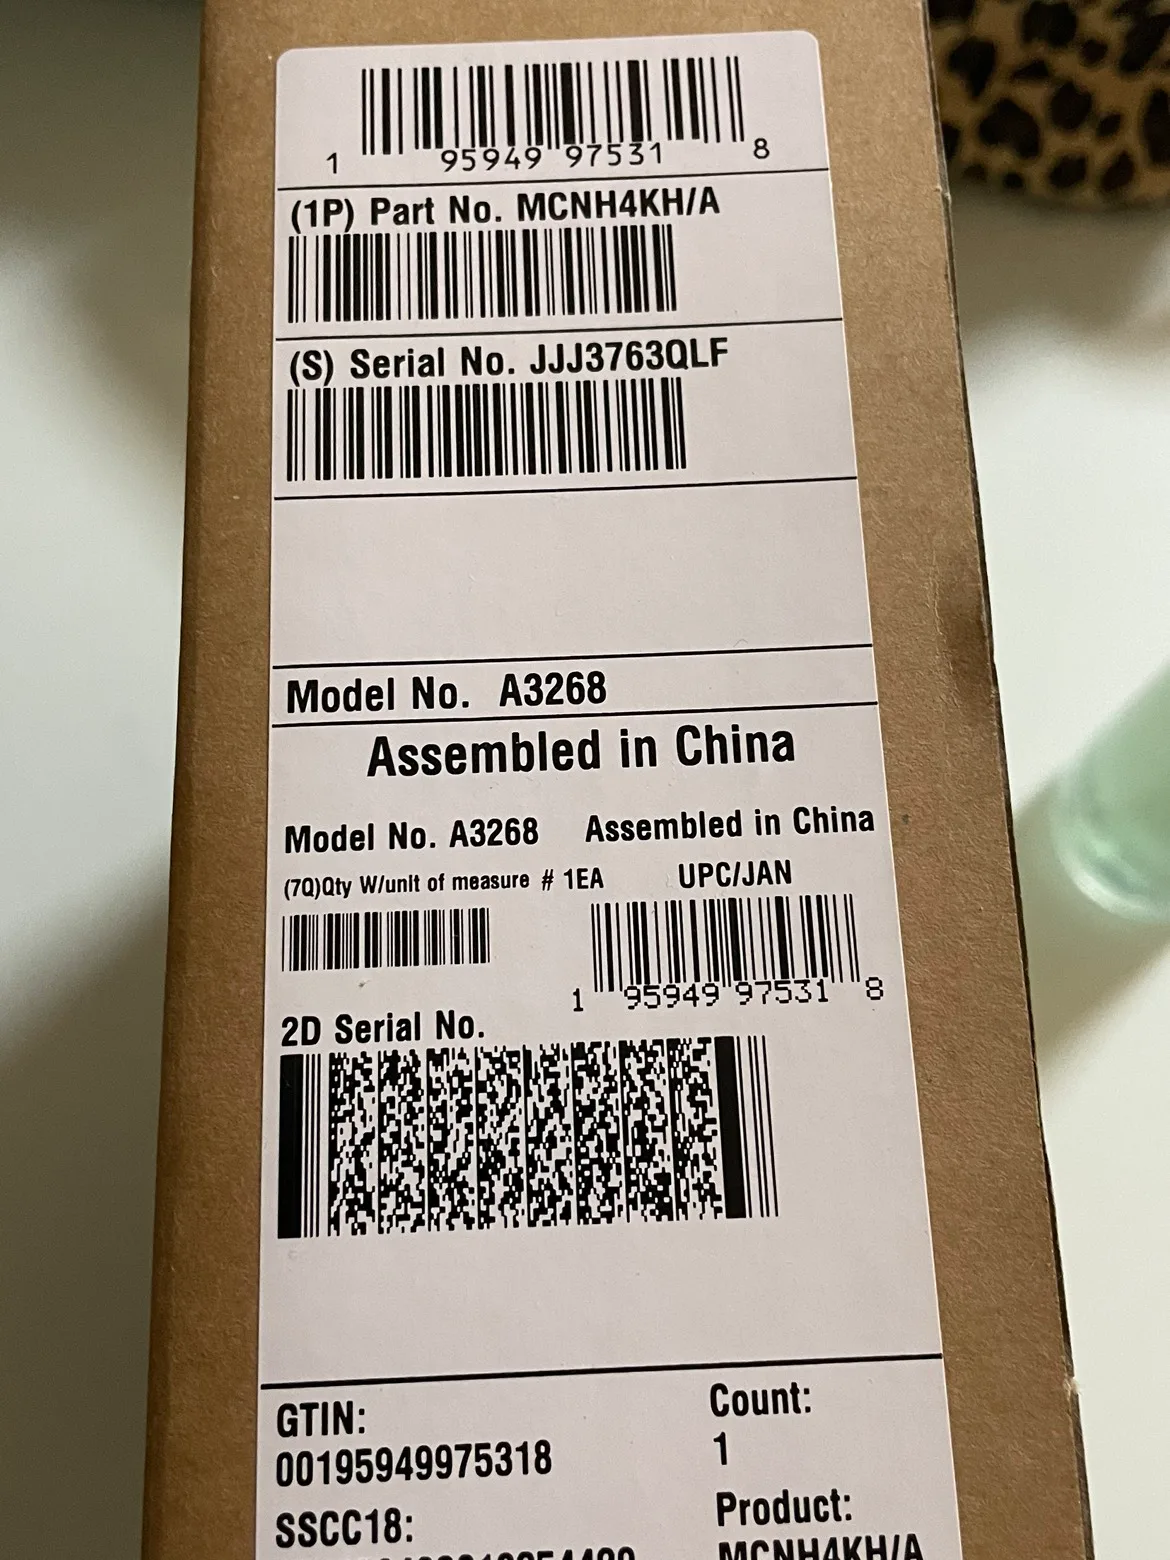 1 95949 97531 8
(1P) Part No. MCNH4KH/A
(S) Serial No. JJJ3763QLF
Model No. A3268
Assembled in China
Model No. A3268 Assembled in China
(7Q)Qty W/unit of measure # 1EA UPC/JAN
1 95949 97531 8
2D Serial No.
GTIN: Count:
00195949975318 1
SSCC18: Product:
MCNH4KH/A